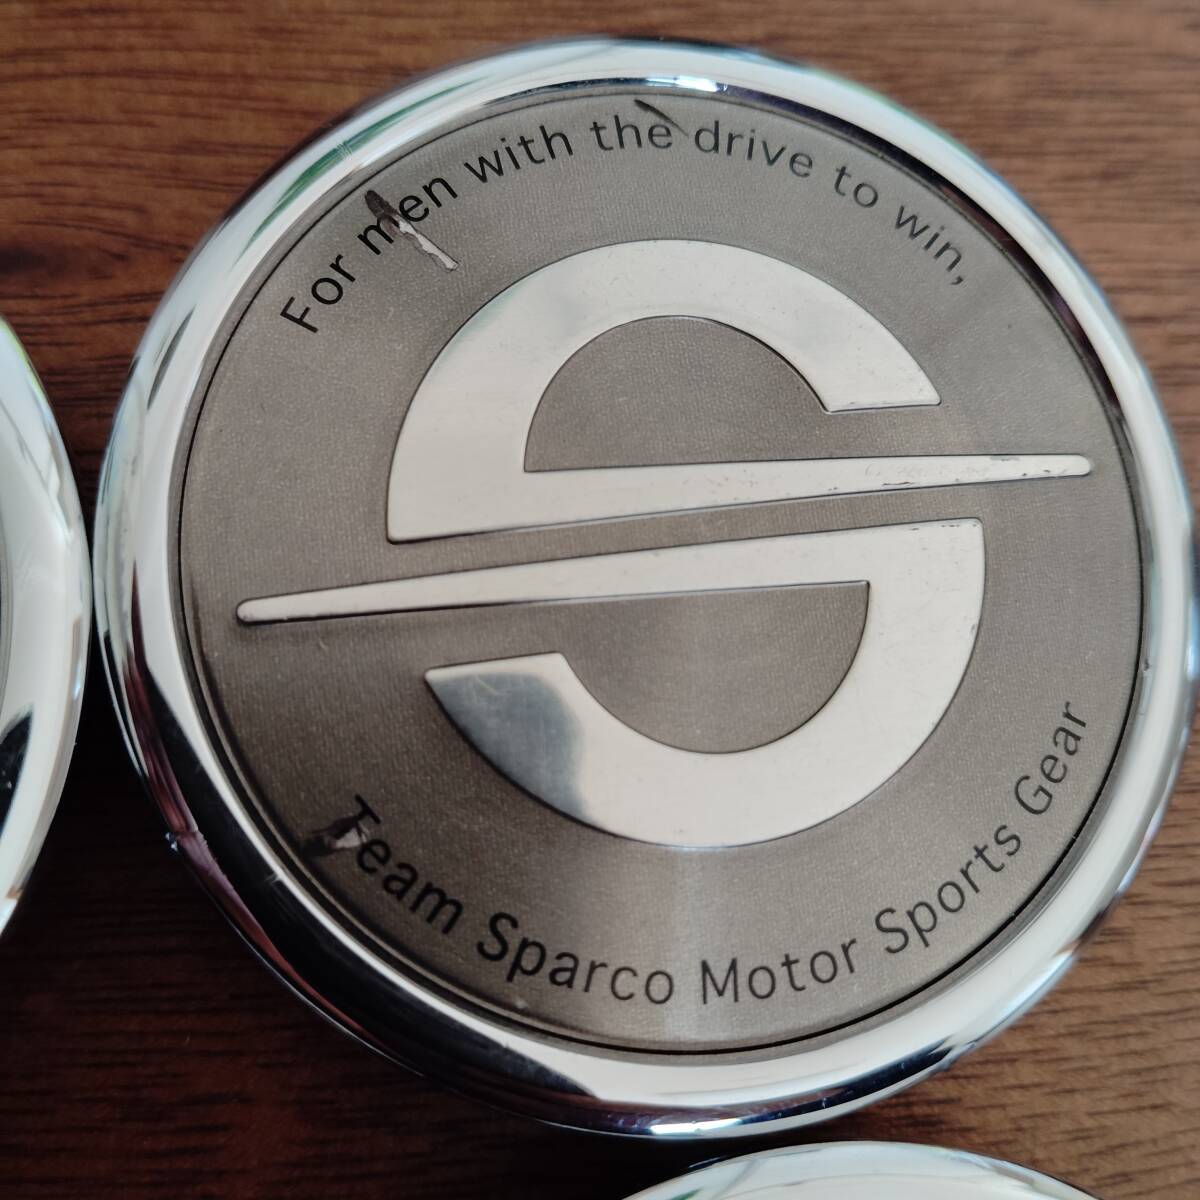 For men with the drive to win,
Team Sparco Motor Sports Gear